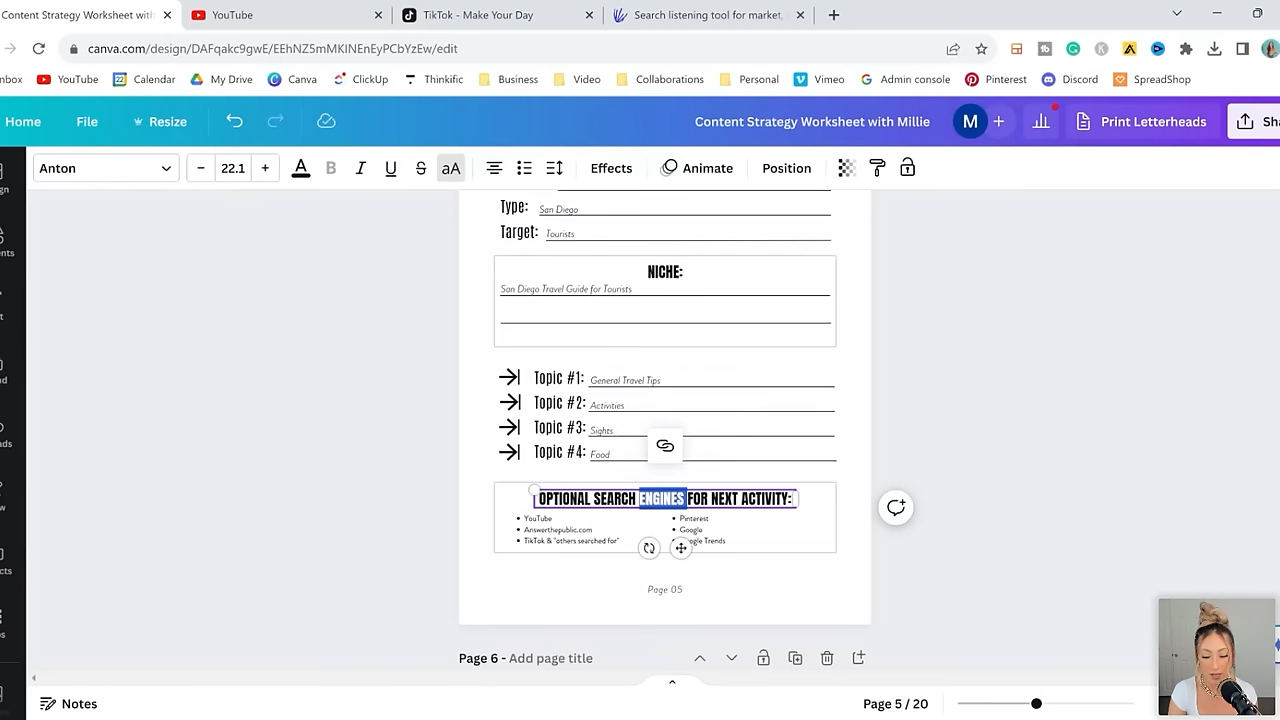 Content Strategy Worksheet with
YouTube
TikTok - Make Your Day
Search listening tool for market,
canva.com/design/DAFqakc9gwE/EEhNZ5mMKINEnEyPCbYzEw/edit
nbox
YouTube
Calendar
My Drive
Canva
ClickUp
Thinkific
Business
Video
Collaborations
Personal
Vimeo
Admin console
Pinterest
Discord
SpreadShop
Home
File
Resize
Content Strategy Worksheet with Millie
M
Print Letterheads
Sha
Anton
22.1
A
B
I
U
S
aA
Effects
Animate
Position
Type: San Diego
Target: Tourists
NICHE:
San Diego Travel Guide for Tourists
Topic #1: General Travel Tips
Topic #2: Activities
Topic #3: Sights
Topic #4: Food
OPTIONAL SEARCH ENGINES FOR NEXT ACTIVITY:
• YouTube
• Answerthepublic.com
• TikTok & "others searched for"
• Pinterest
• Google
ogle Trends
Page 05
Page 6 - Add page title
Notes
Page 5 / 20